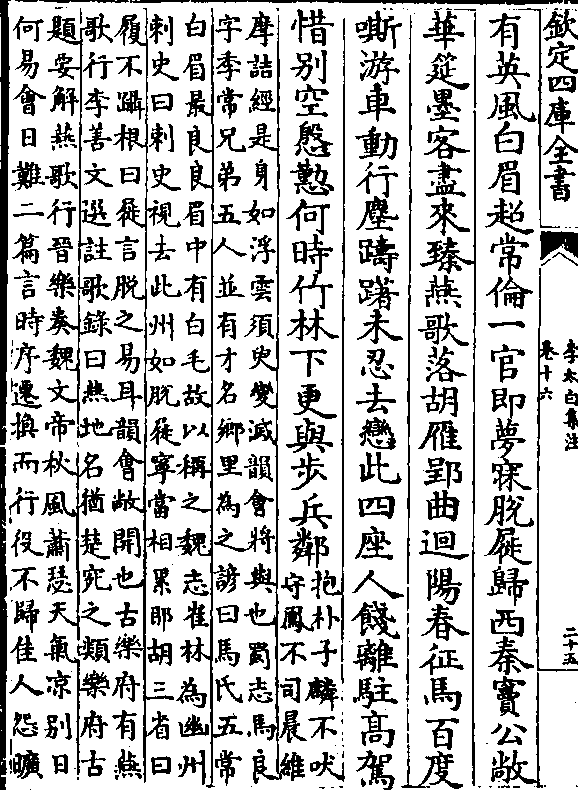 欽定四庫全書
李太白集注
卷十六
二十五
有英風白眉超常倫一官即夢寐脫屣歸西秦竇公敞
華筵墨客盡來臻燕歌落胡雁郢曲迴陽春征馬百度
嘶游車動行塵躊躇未忍去戀此四座人餞離駐高駕
惜別空慇懃何時竹林下更與步兵鄰
抱朴子麟不吠
守鳳不司晨維
摩詰經是身如浮雲須臾變滅韻會將與也蜀志馬良
字季常兄弟五人並有才名鄉里為之諺曰馬氏五常
白眉最良良眉中有白毛故以稱之魏志崔林為幽州
刺史曰刺史視去此州如脫屣寧當相累耶胡三省曰
履不躡根曰屣言脫之易耳韻會敞開也古樂府有燕
歌行李善文選註歌錄曰燕地名猶楚宛之類樂府古
題要解燕歌行晉樂奏魏文帝秋風蕭瑟天氣凉別日
何易會日難二篇言時序遷換而行役不歸佳人怨曠